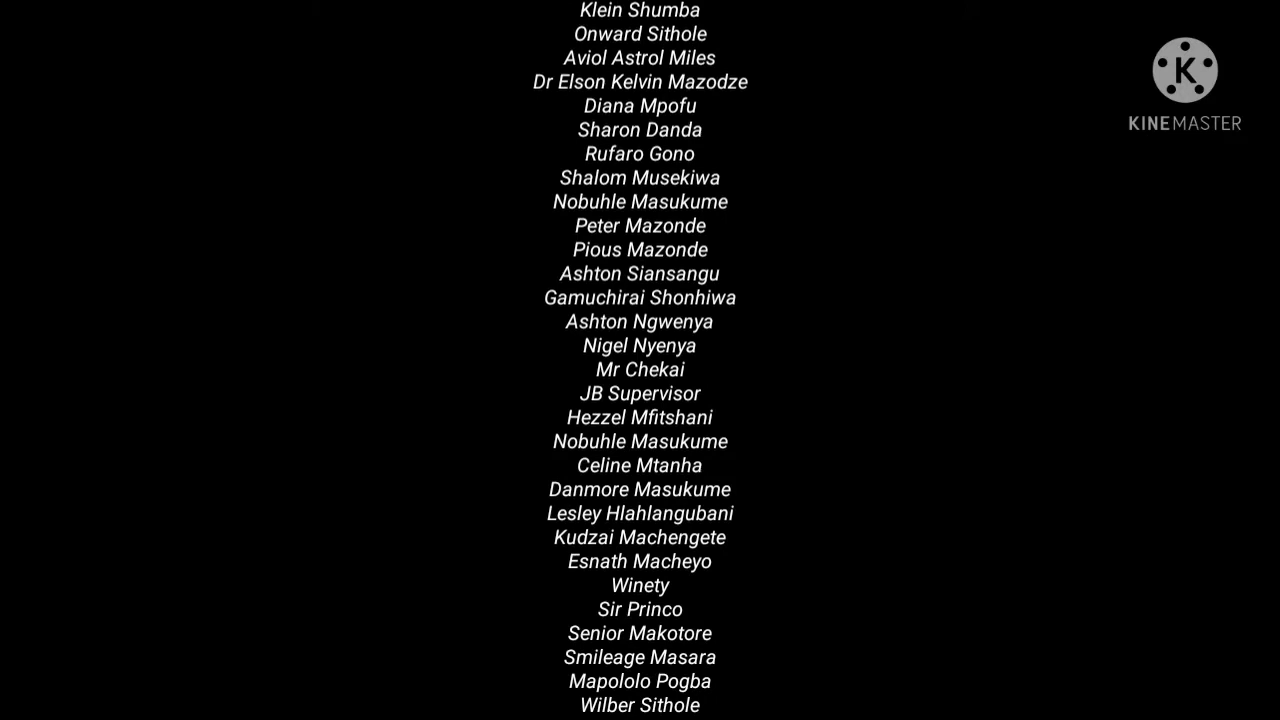 Klein Shumba
Onward Sithole
Aviol Astrol Miles
Dr Elson Kelvin Mazodze
Diana Mpofu
Sharon Danda
Rufaro Gono
Shalom Musekiwa
Nobuhle Masukume
Peter Mazonde
Pious Mazonde
Ashton Siansangu
Gamuchirai Shonhiwa
Ashton Ngwenya
Nigel Nyenya
Mr Chekai
JB Supervisor
Hezzel Mfitshani
Nobuhle Masukume
Celine Mtanha
Danmore Masukume
Lesley Hlahlangubani
Kudzai Machengete
Esnath Macheyo
Winety
Sir Princo
Senior Makotore
Smileage Masara
Mapololo Pogba
Wilber Sithole
K
KINEMASTER